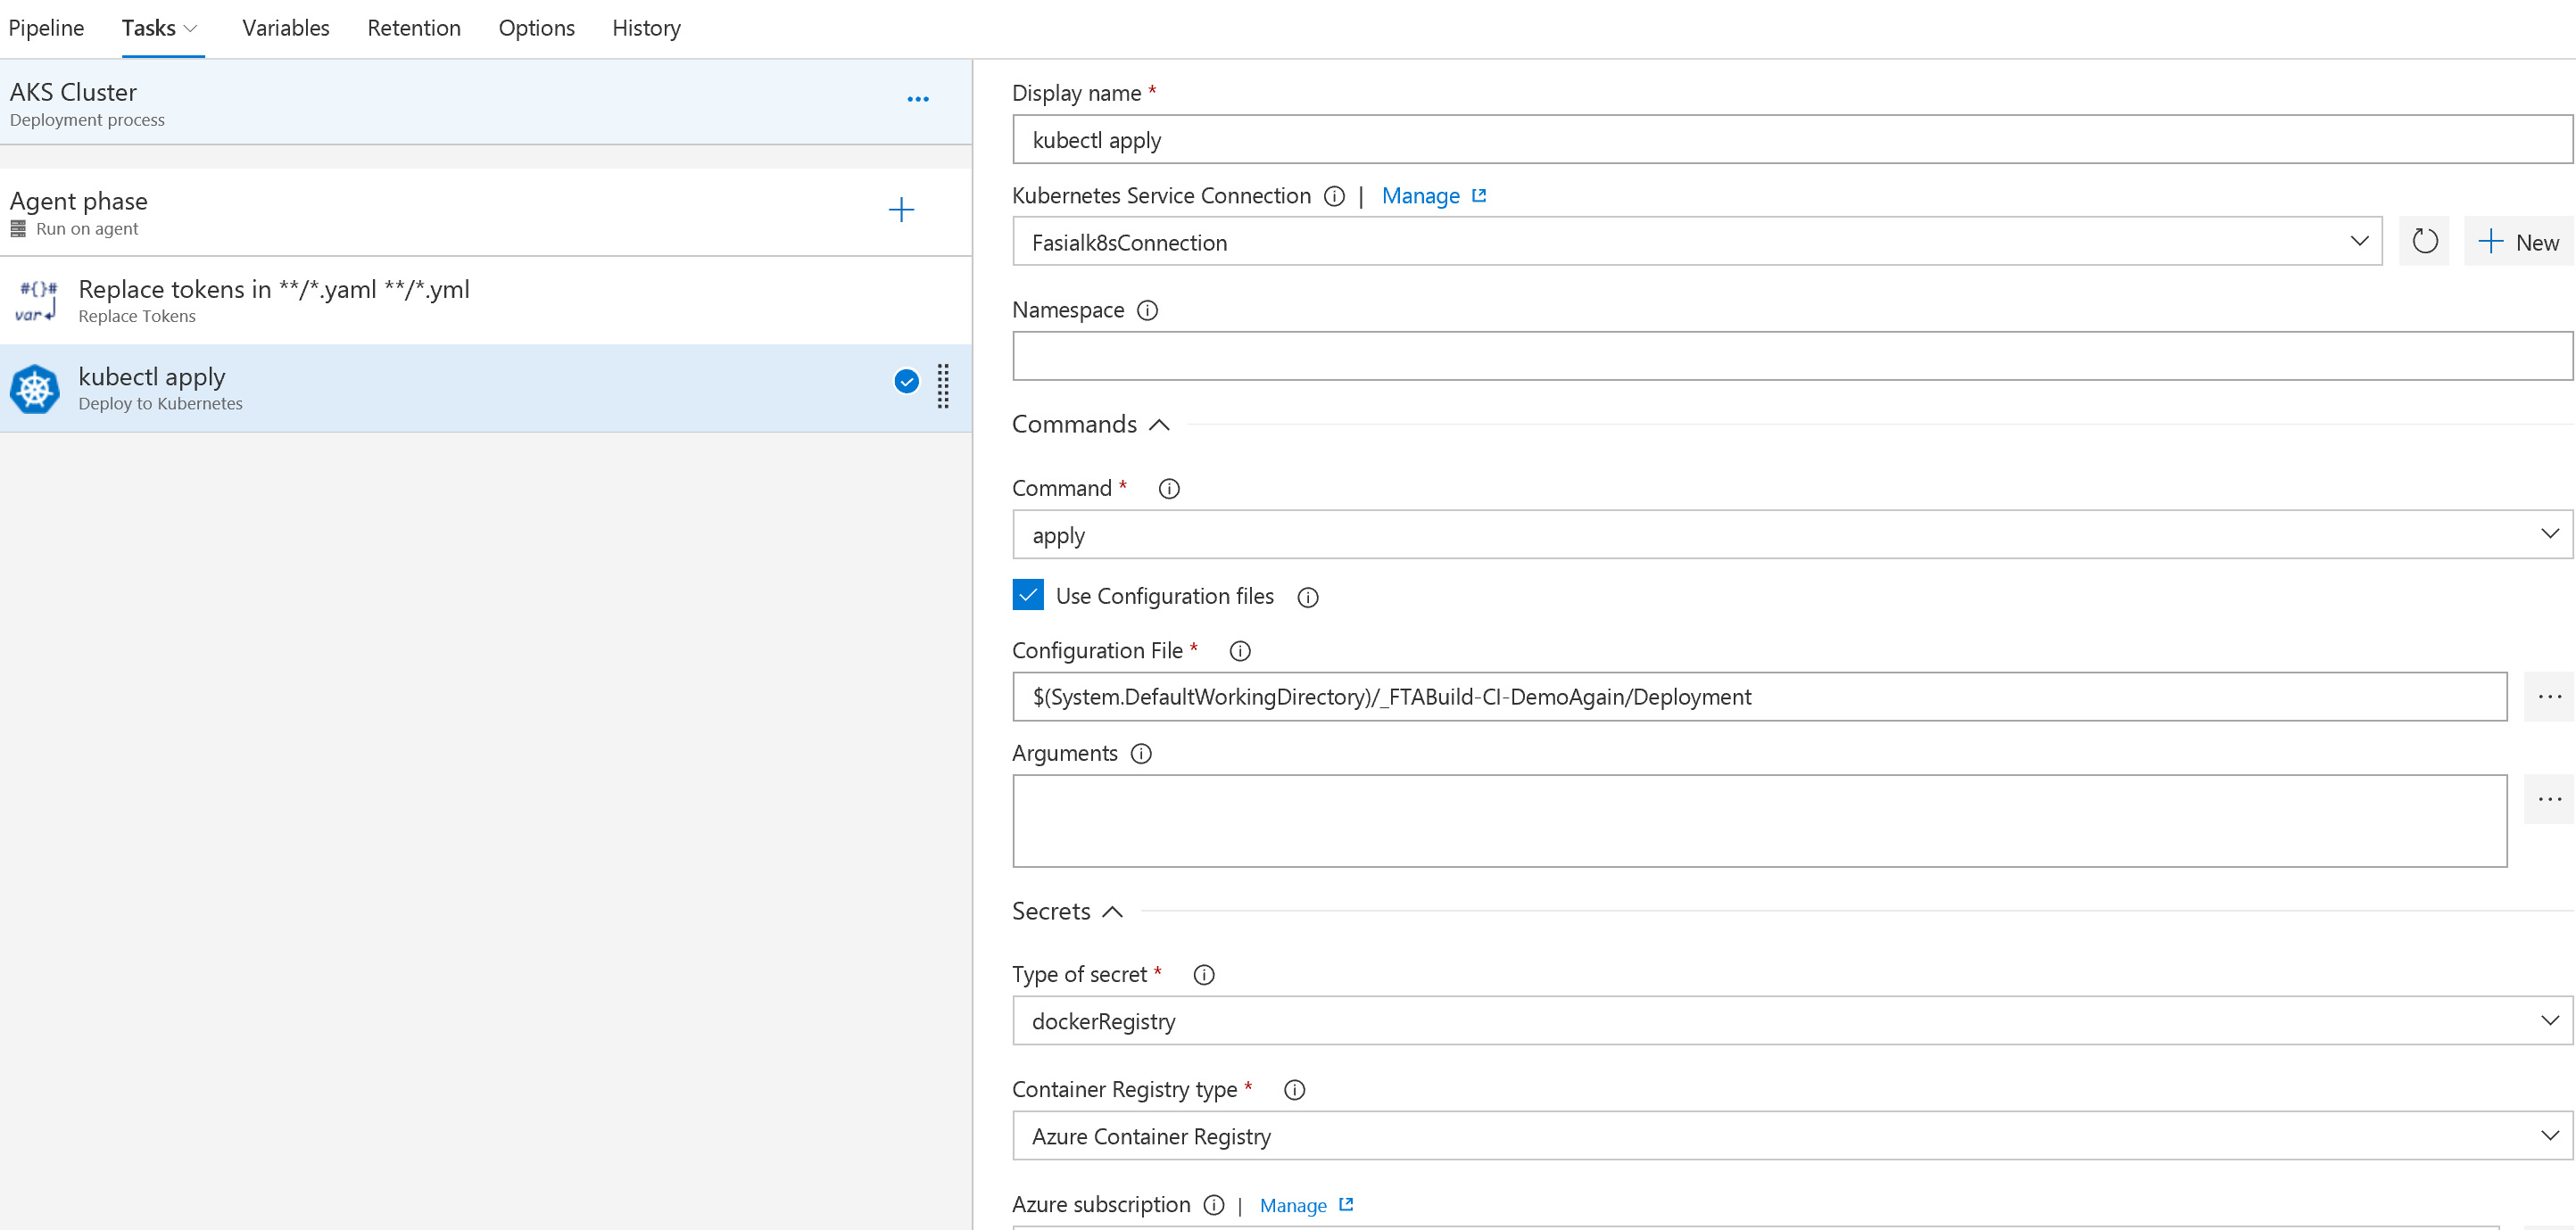 Pipeline Tasks Variables Retention Options History
AKS Cluster
Deployment process
Agent phase
Run on agent
#{}#
var
Replace tokens in **/*.yaml **/*.yml
Replace Tokens
kubectl apply
Deploy to Kubernetes
Display name *
kubectl apply
Kubernetes Service Connection | Manage
Fasialk8sConnection
New
Namespace
Commands
Command *
apply
Use Configuration files
Configuration File *
$(System.DefaultWorkingDirectory)/_FTABuild-CI-DemoAgain/Deployment
...
Arguments
...
Secrets
Type of secret *
dockerRegistry
Container Registry type *
Azure Container Registry
Azure subscription | Manage